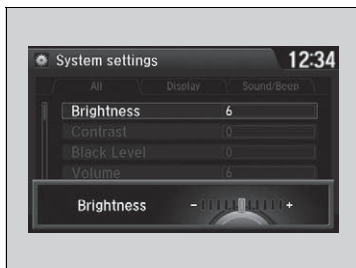 System settings 12:34
All Display Sound/Beep
Brightness 6
Contrast 0
Black Level 0
Volume 6
Brightness - +